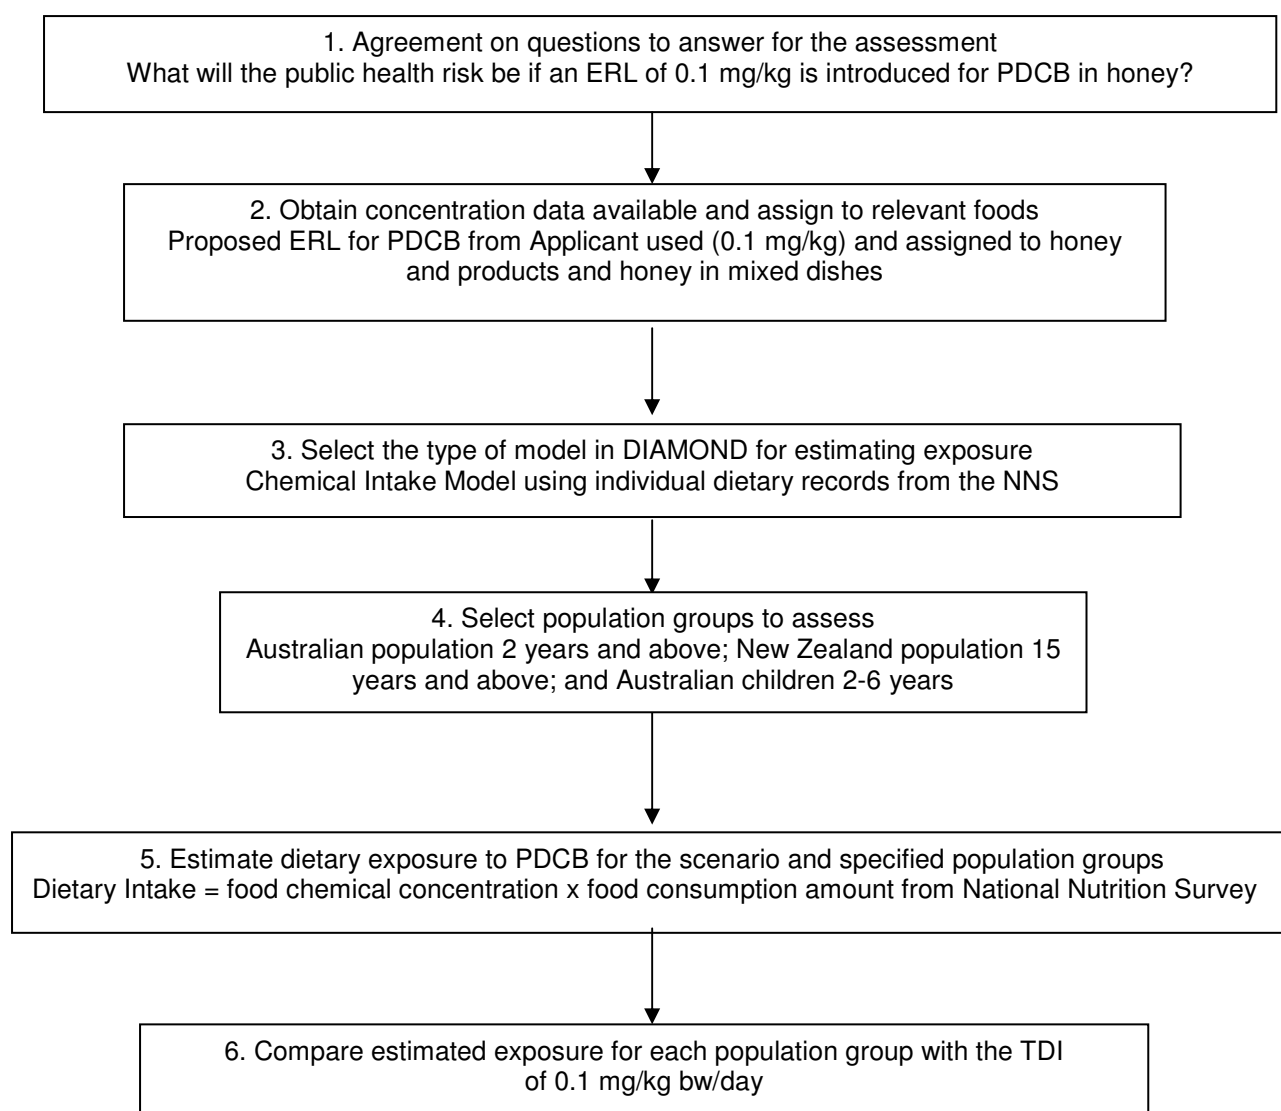 1. Agreement on questions to answer for the assessment
What will the public health risk be if an ERL of 0.1 mg/kg is introduced for PDCB in honey?
2. Obtain concentration data available and assign to relevant foods
Proposed ERL for PDCB from Applicant used (0.1 mg/kg) and assigned to honey
and products and honey in mixed dishes
3. Select the type of model in DIAMOND for estimating exposure
Chemical Intake Model using individual dietary records from the NNS
4. Select population groups to assess
Australian population 2 years and above; New Zealand population 15
years and above; and Australian children 2-6 years
5. Estimate dietary exposure to PDCB for the scenario and specified population groups
Dietary Intake = food chemical concentration x food consumption amount from National Nutrition Survey
6. Compare estimated exposure for each population group with the TDI
of 0.1 mg/kg bw/day